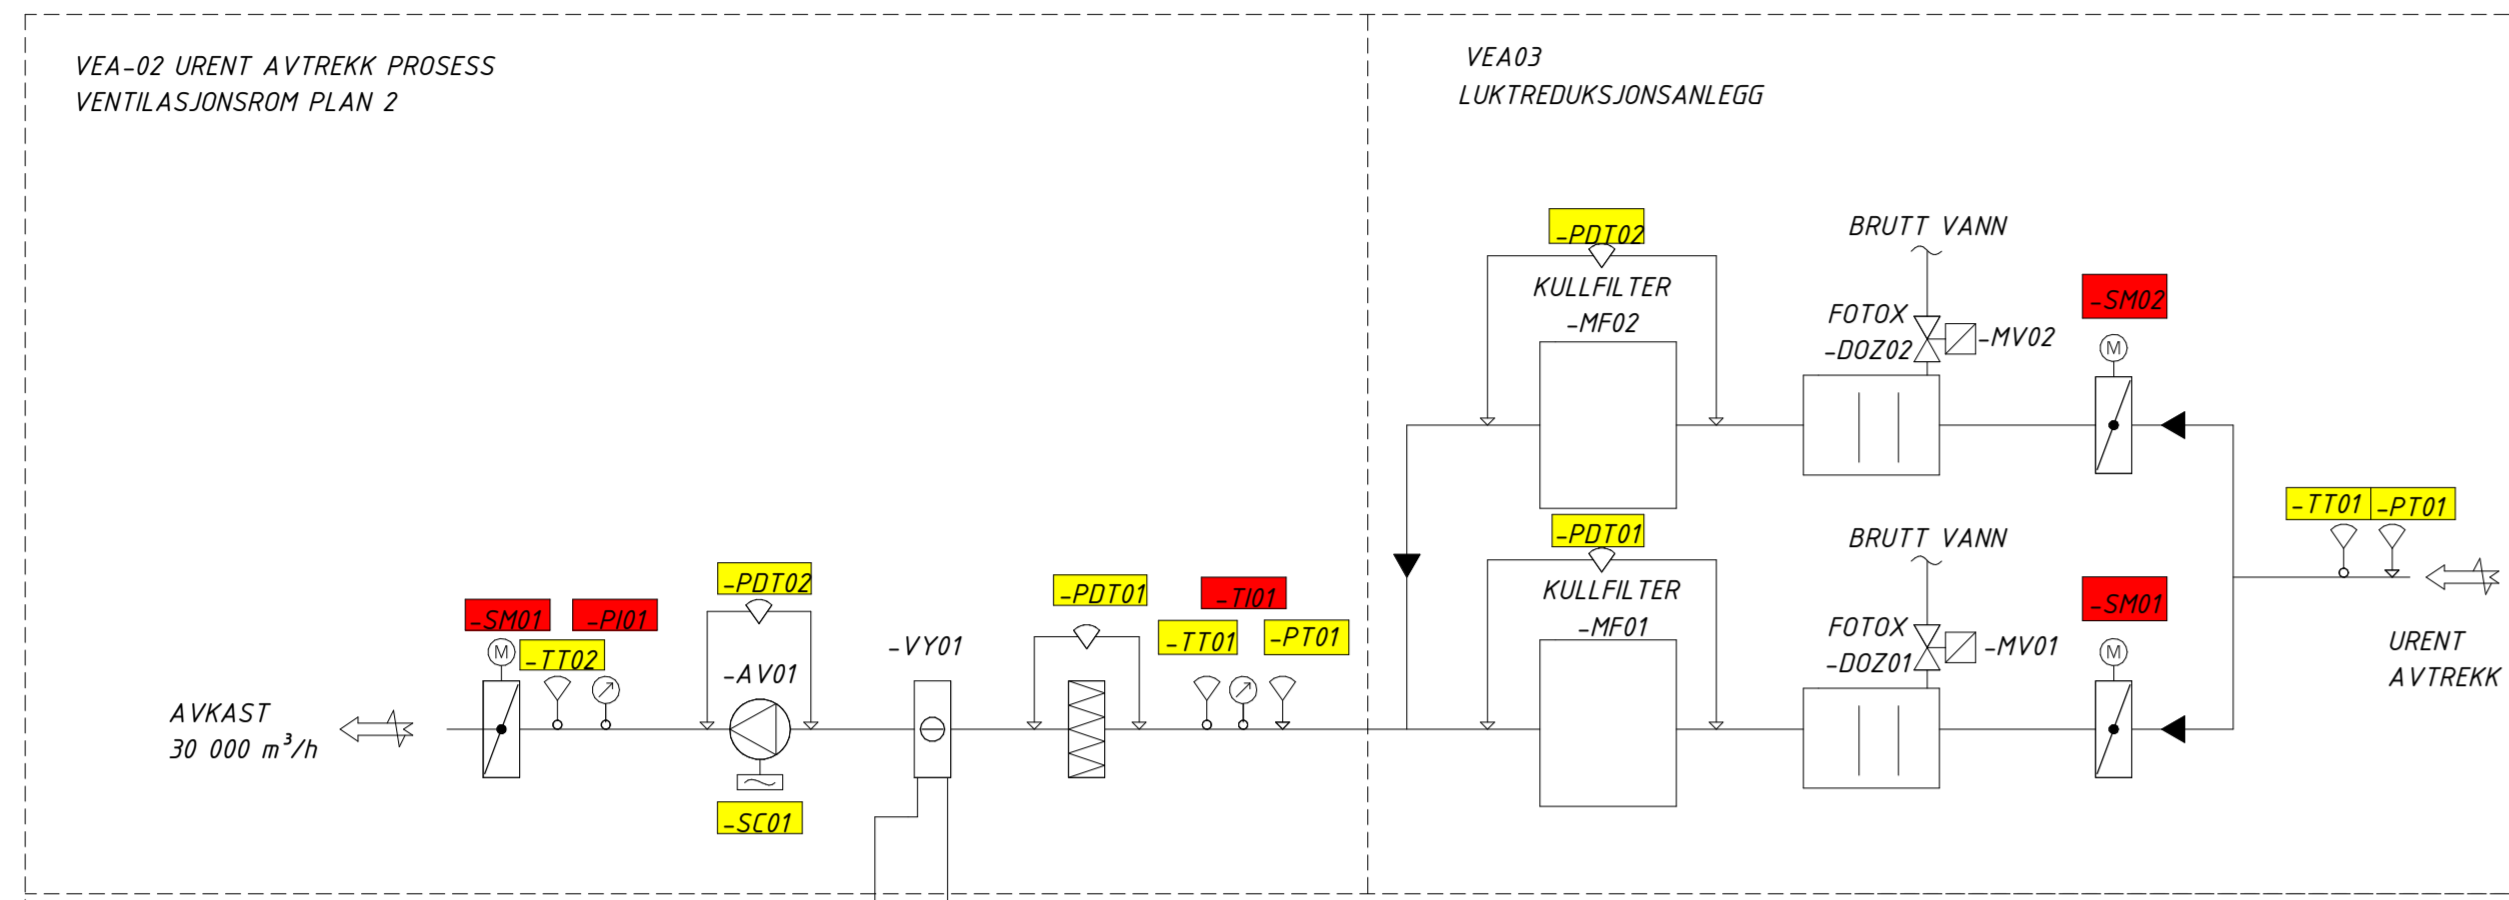 VEA-02 URENT AVTREKK PROSESS
VENTILASJONSROM PLAN 2
VEA03
LUKTREDUKSJONSANLEGG
-PDT02
KULLFILTER
-MF02
BRUTT VANN
FOTOX
-DOZ02
-MV02
-SM02
M
-TT01
-PT01
URENT
AVTREKK
-PDT01
KULLFILTER
-MF01
BRUTT VANN
FOTOX
-DOZ01
-MV01
-SM01
M
AVKAST
30 000 m³/h
-SM01
M
-TT02
-PI01
-PDT02
-AV01
-SC01
-VY01
-PDT01
-TI01
-TT01
-PT01